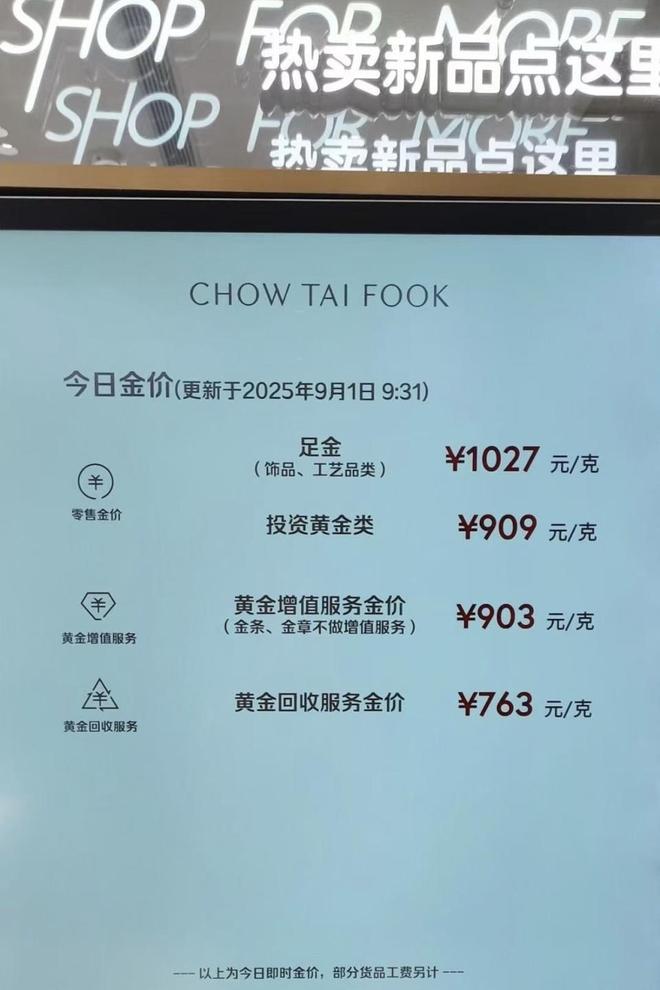 SHOP FOR MORE
热卖新品点这里
SHOP FOR MORE
热卖新品点这里
CHOW TAI FOOK
今日金价(更新于2025年9月1日 9:31)
零售金价
足金
（饰品、工艺品类）
¥1027 元/克
投资黄金类
¥909 元/克
黄金增值服务
黄金增值服务金价
（金条、金章不做增值服务）
¥903 元/克
黄金回收服务
黄金回收服务金价
¥763 元/克
--- 以上为今日即时金价，部分货品工费另计 ---